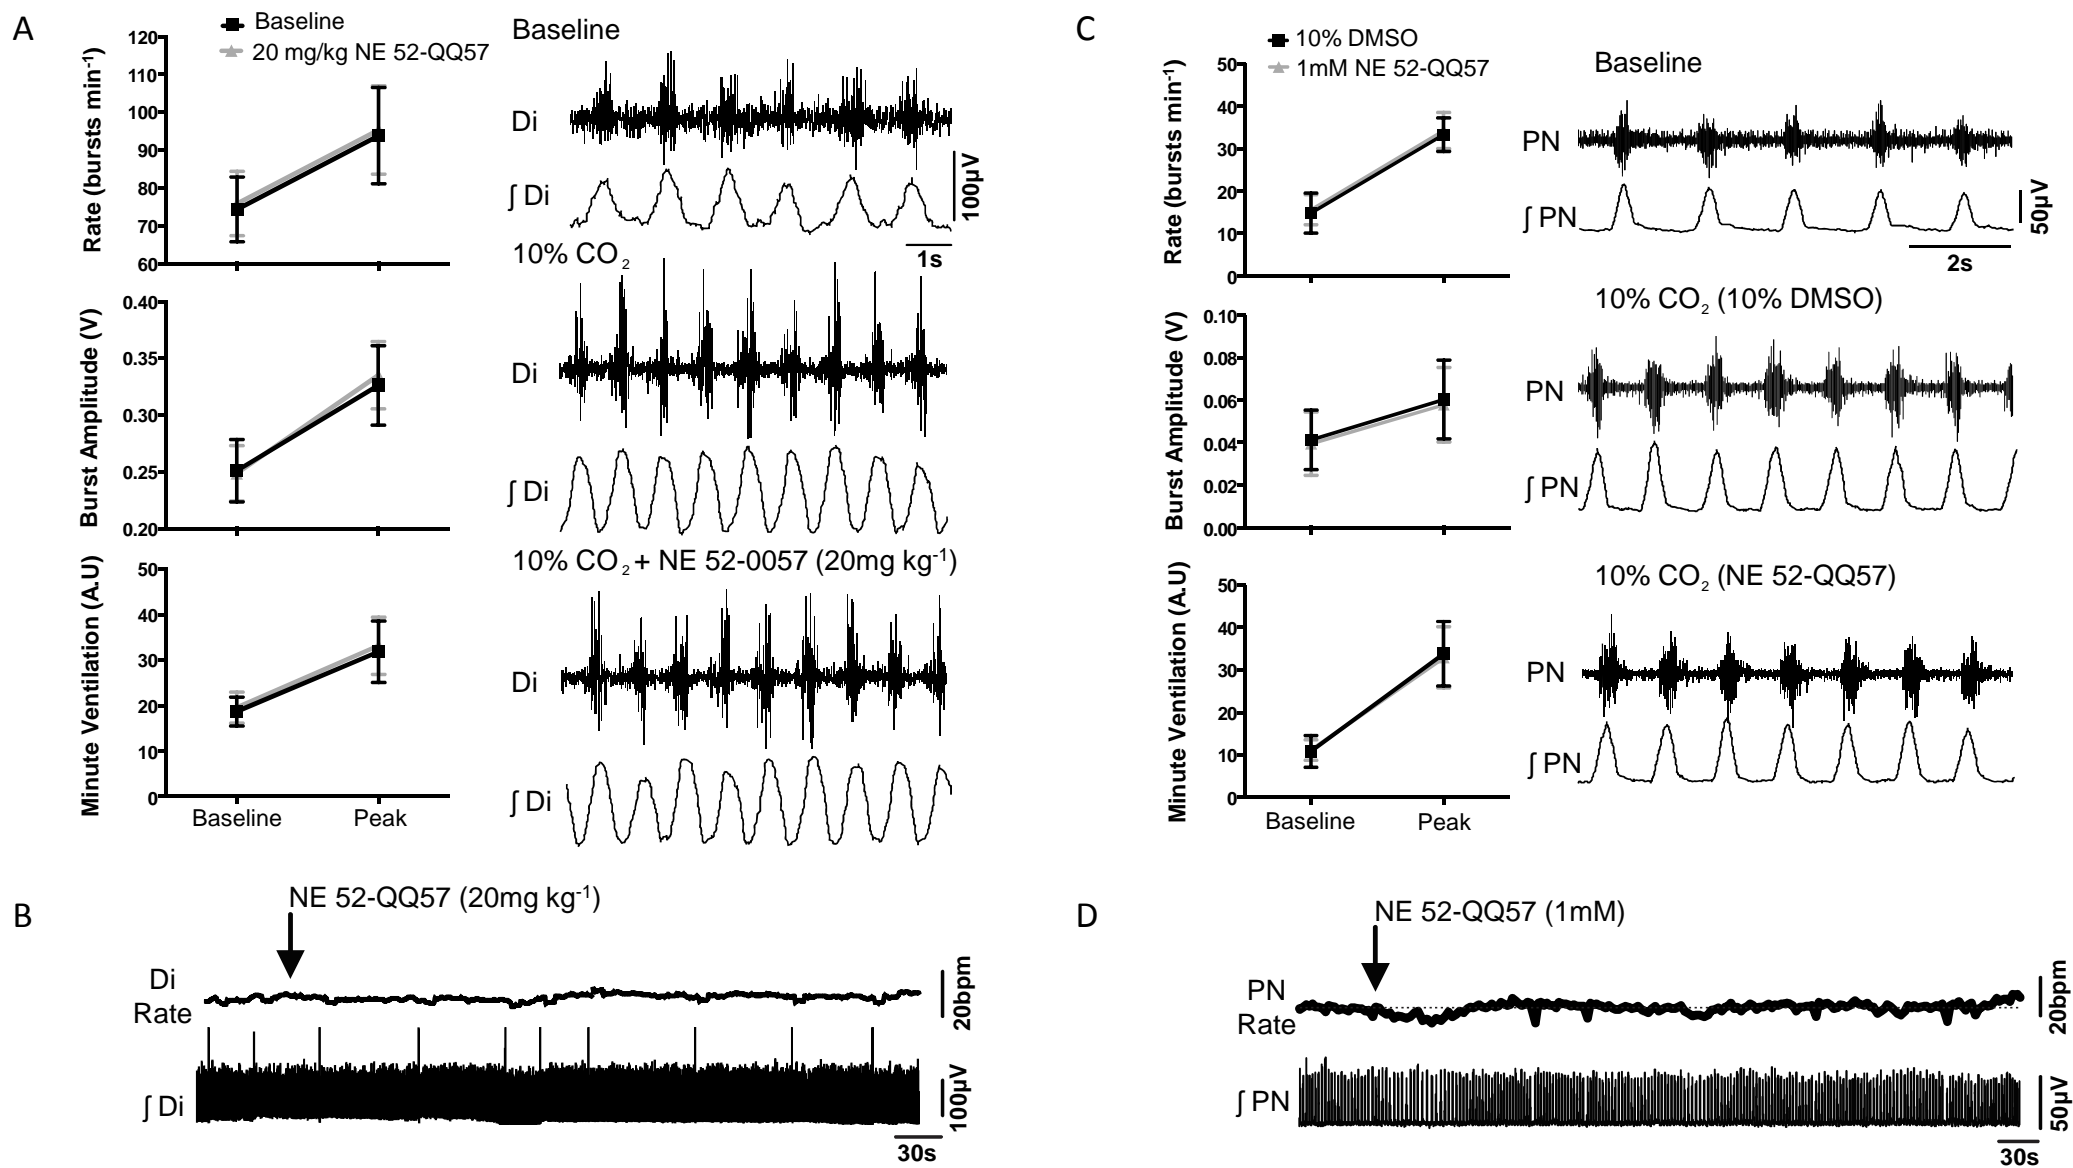 A
Baseline
20 mg/kg NE 52-QQ57
Rate (bursts min-1)
120
110
100
90
80
70
60
Burst Amplitude (V)
0.40
0.35
0.30
0.25
0.20
Minute Ventilation (A.U)
50
40
30
20
10
0
Baseline
Peak
Baseline
Di
∫ Di
100µV
1s
10% CO2
Di
∫ Di
10% CO2 + NE 52-0057 (20mg kg-1)
Di
∫ Di
B
NE 52-QQ57 (20mg kg-1)
Di
Rate
20bpm
∫ Di
100µV
30s
C
10% DMSO
1mM NE 52-QQ57
Rate (bursts min-1)
50
40
30
20
10
0
Burst Amplitude (V)
0.10
0.08
0.06
0.04
0.02
0.00
Minute Ventilation (A.U)
50
40
30
20
10
0
Baseline
Peak
Baseline
PN
∫ PN
50µV
2s
10% CO2 (10% DMSO)
PN
∫ PN
10% CO2 (NE 52-QQ57)
PN
∫ PN
D
NE 52-QQ57 (1mM)
PN
Rate
20bpm
∫ PN
50µV
30s